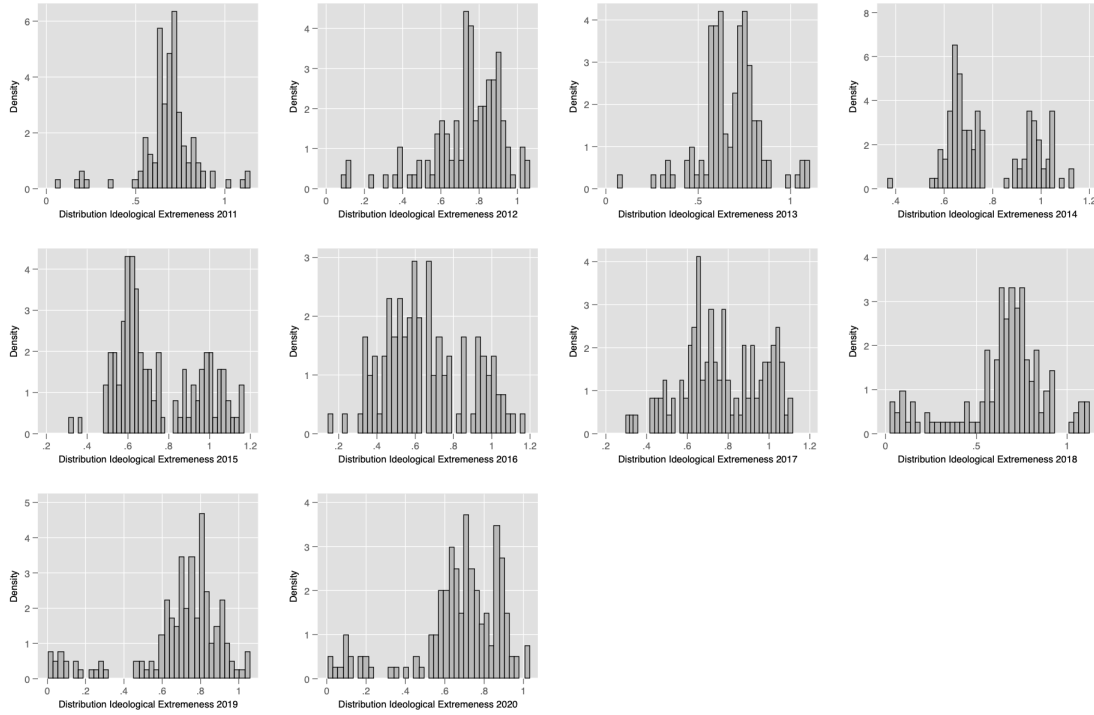 6
4
2
0
Density
0 .5 1
Distribution Ideological Extremeness 2011
4
3
2
1
0
Density
0 .2 .4 .6 .8 1
Distribution Ideological Extremeness 2012
4
3
2
1
0
Density
0 .5 1
Distribution Ideological Extremeness 2013
8
6
4
2
0
Density
.4 .6 .8 1 1.2
Distribution Ideological Extremeness 2014
4
3
2
1
0
Density
.2 .4 .6 .8 1 1.2
Distribution Ideological Extremeness 2015
3
2
1
0
Density
.2 .4 .6 .8 1 1.2
Distribution Ideological Extremeness 2016
4
3
2
1
0
Density
.2 .4 .6 .8 1 1.2
Distribution Ideological Extremeness 2017
4
3
2
1
0
Density
0 .5 1
Distribution Ideological Extremeness 2018
5
4
3
2
1
0
Density
0 .2 .4 .6 .8 1
Distribution Ideological Extremeness 2019
4
3
2
1
0
Density
0 .2 .4 .6 .8 1
Distribution Ideological Extremeness 2020